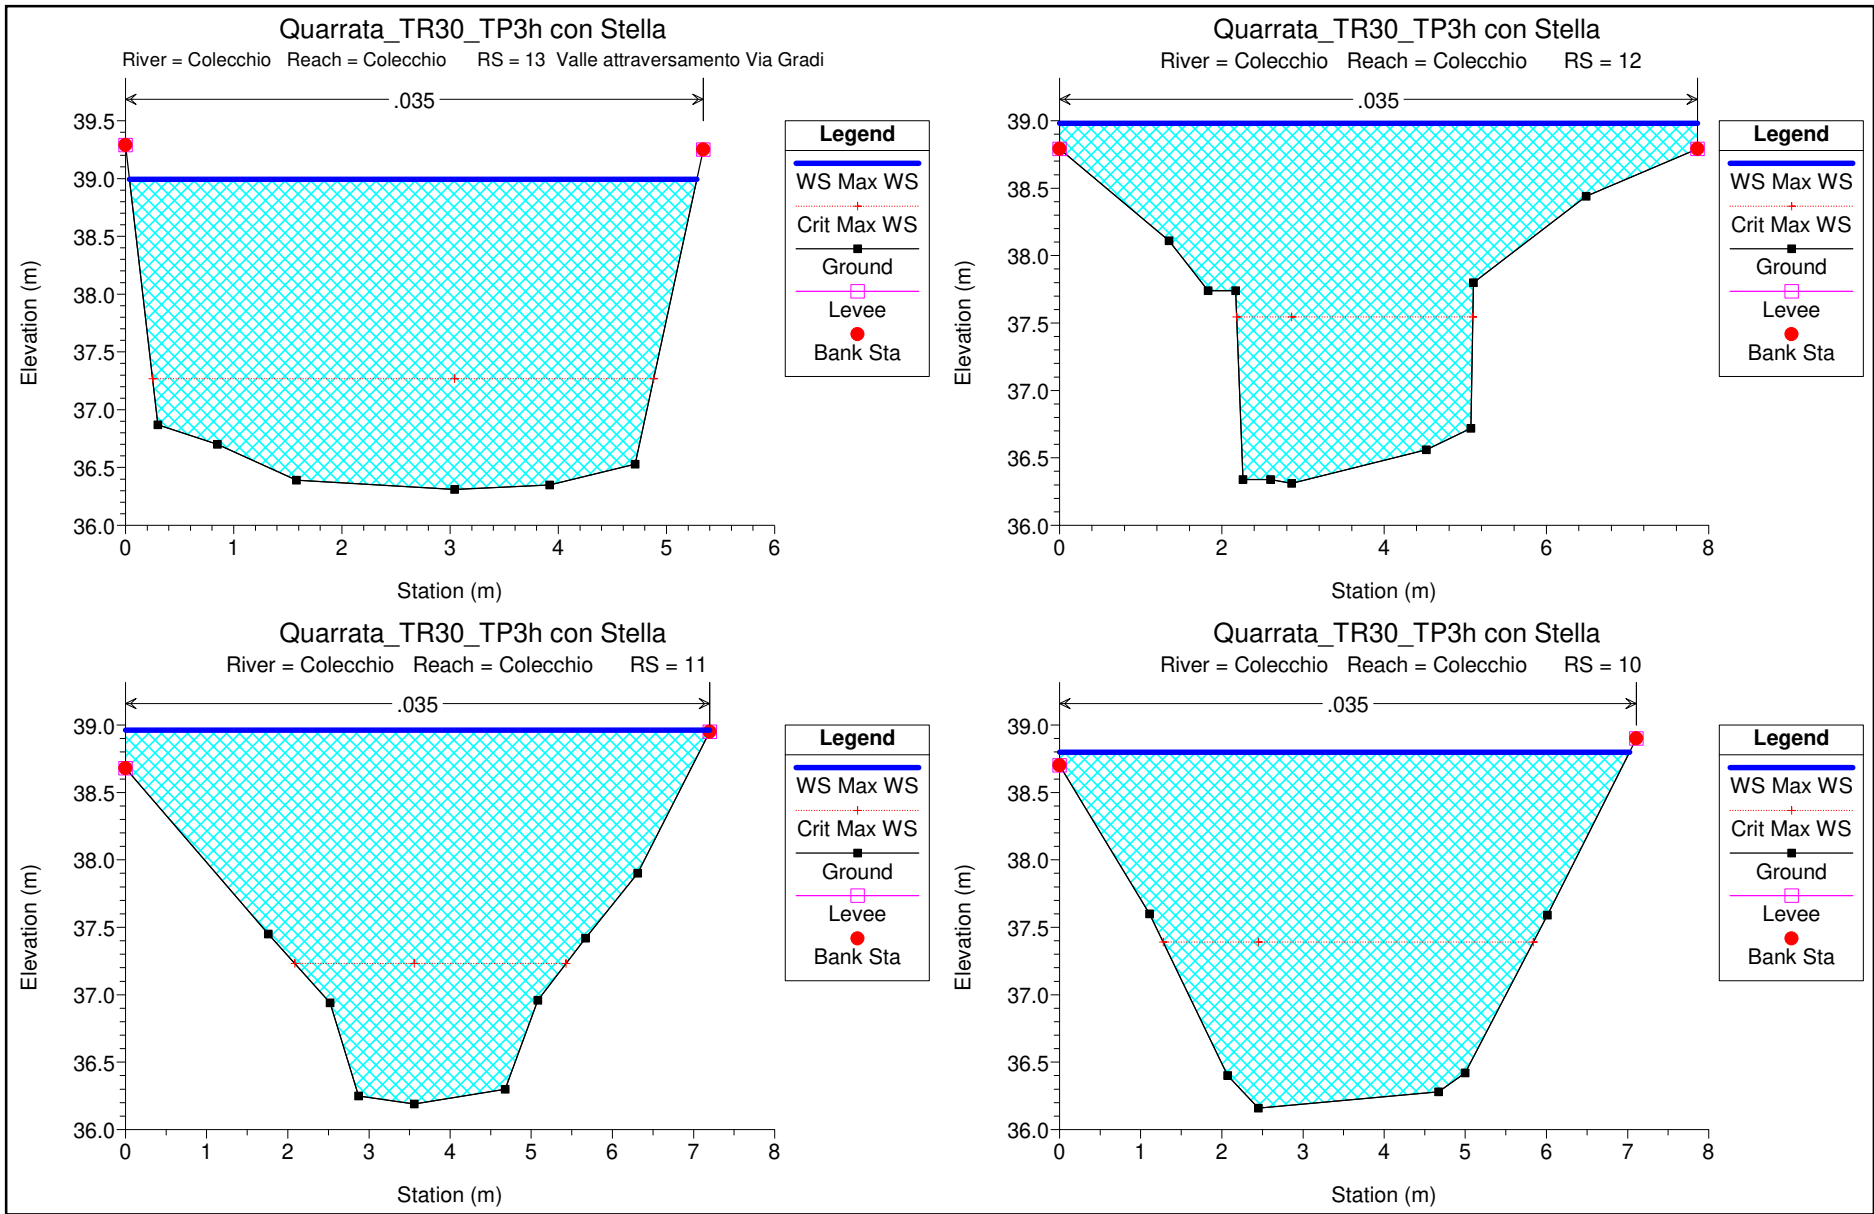 Quarrata_TR30_TP3h con Stella
River = Colecchio Reach = Colecchio RS = 13 Valle attraversamento Via Gradi
.035
39.5
39.0
38.5
38.0
37.5
37.0
36.5
36.0
0 1 2 3 4 5 6
Station (m)
Elevation (m)
Legend
WS Max WS
Crit Max WS
Ground
Levee
Bank Sta
Quarrata_TR30_TP3h con Stella
River = Colecchio Reach = Colecchio RS = 12
.035
39.0
38.5
38.0
37.5
37.0
36.5
36.0
0 2 4 6 8
Station (m)
Elevation (m)
Legend
WS Max WS
Crit Max WS
Ground
Levee
Bank Sta
Quarrata_TR30_TP3h con Stella
River = Colecchio Reach = Colecchio RS = 11
.035
39.0
38.5
38.0
37.5
37.0
36.5
36.0
0 1 2 3 4 5 6 7 8
Station (m)
Elevation (m)
Legend
WS Max WS
Crit Max WS
Ground
Levee
Bank Sta
Quarrata_TR30_TP3h con Stella
River = Colecchio Reach = Colecchio RS = 10
.035
39.0
38.5
38.0
37.5
37.0
36.5
36.0
0 1 2 3 4 5 6 7 8
Station (m)
Elevation (m)
Legend
WS Max WS
Crit Max WS
Ground
Levee
Bank Sta